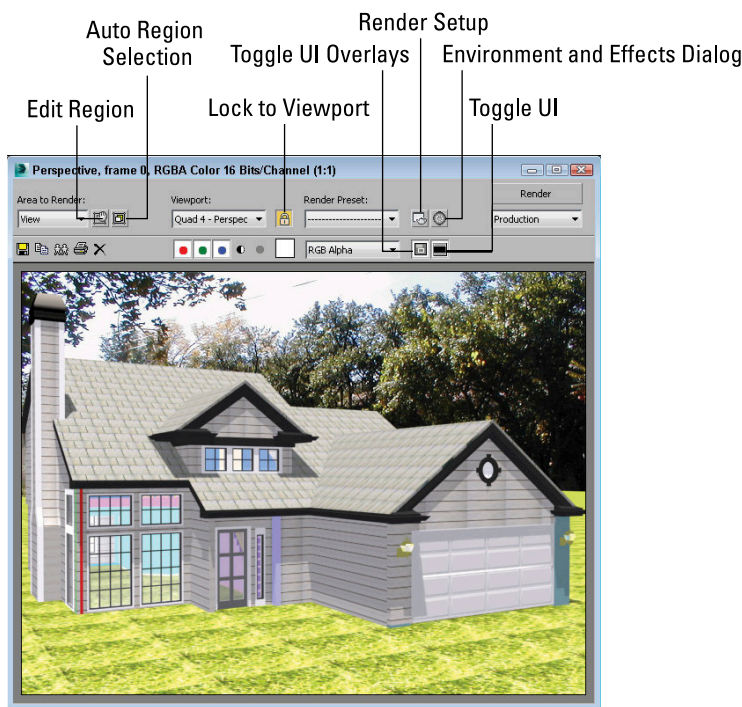 Auto Region
Selection
Render Setup
Toggle UI Overlays
Environment and Effects Dialog
Edit Region
Lock to Viewport
Toggle UI
Perspective, frame 0, RGBA Color 16 Bits/Channel (1:1)
Area to Render:
Viewport:
Render Preset:
Render
View
Quad 4 - Perspec
--------------------
Production
RGB Alpha